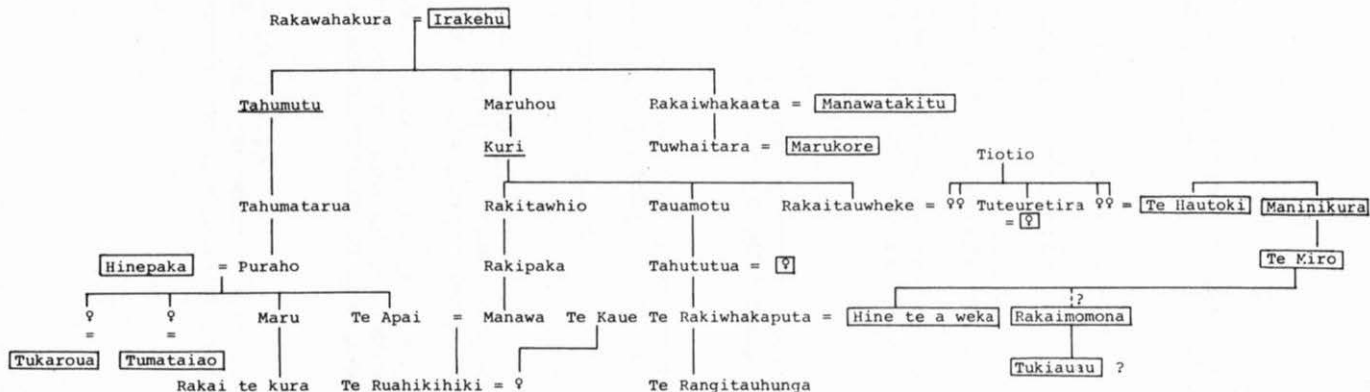 Rakawahakura = Irakehu
Tahumutu Maruhou Rakaiwhakaata = Manawatakitu
Kuri Tuwhaitara = Marukore
Tiotio
Tahumatarua Rakitawhio Tauamotu Rakaitauwheke = ♀♀ Tuteuretira ♀♀ = Te Hautoki Maninikura
= ♀
Hinepaka = Puraho Rakipaka Tahututua = ♀ Te Miro
?
♀ ♀ Maru Te Apai = Manawa Te Kaue Te Rakiwhakaputa = Hine te a weka Rakaimomona
= =
Tukaroua Tumataiao Tukiauau ?
Rakai te kura Te Ruahikihiki = ♀ Te Rangitauhunga